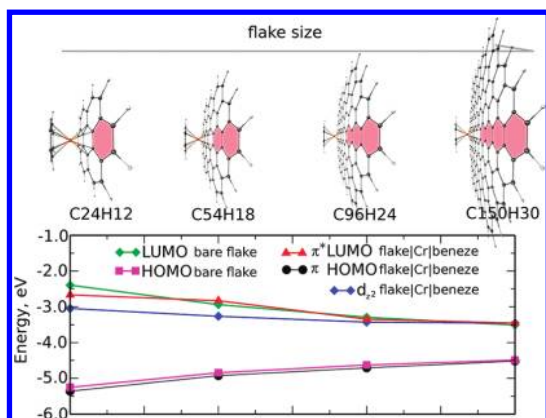 flake size
C24H12 C54H18 C96H24 C150H30
-1.0
-2.0
-3.0
-4.0
-5.0
-6.0
Energy, eV
LUMO bare flake
HOMO bare flake
π* LUMO flake|Cr|beneze
π HOMO flake|Cr|beneze
d_z2 flake|Cr|beneze